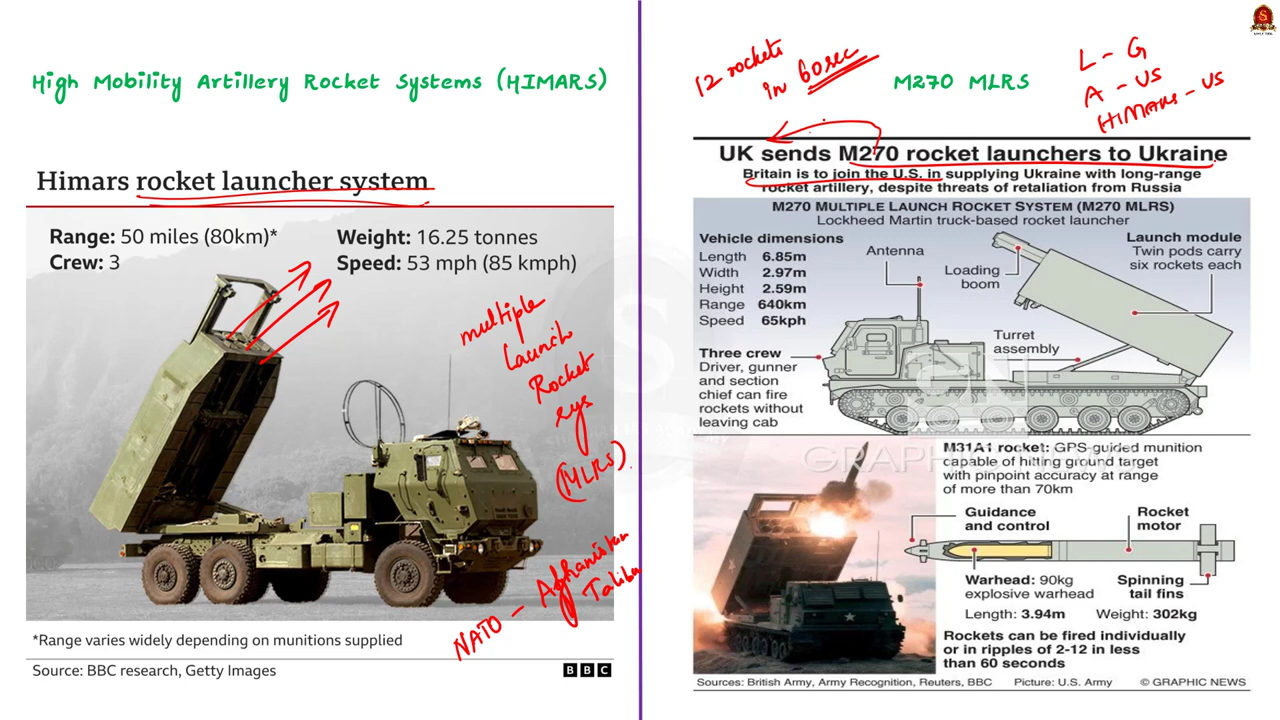 High Mobility Artillery Rocket Systems (HIMARS)
Himars rocket launcher system
Range: 50 miles (80km)*
Crew: 3
Weight: 16.25 tonnes
Speed: 53 mph (85 kmph)
multiple
Launch
Rocket
sys
(MLRS)
NATO - Afghanistan
Taliban
*Range varies widely depending on munitions supplied
Source: BBC research, Getty Images
BBC
12 rockets
in 60sec
M270 MLRS
L - G
A - US
HIMARS - US
UK sends M270 rocket launchers to Ukraine
Britain is to join the U.S. in supplying Ukraine with long-range
rocket artillery, despite threats of retaliation from Russia
M270 MULTIPLE LAUNCH ROCKET SYSTEM (M270 MLRS)
Lockheed Martin truck-based rocket launcher
Vehicle dimensions
Length 6.85m
Width 2.97m
Height 2.59m
Range 640km
Speed 65kph
Antenna
Loading
boom
Launch module
Twin pods carry
six rockets each
Turret
assembly
Three crew
Driver, gunner
and section
chief can fire
rockets without
leaving cab
GN
GRAPHIC NEWS
M31A1 rocket: GPS-guided munition
capable of hitting ground target
with pinpoint accuracy at range
of more than 70km
Guidance
and control
Rocket
motor
Warhead: 90kg
explosive warhead
Spinning
tail fins
Length: 3.94m
Weight: 302kg
Rockets can be fired individually
or in ripples of 2-12 in less
than 60 seconds
Sources: British Army, Army Recognition, Reuters, BBC
Picture: U.S. Army
© GRAPHIC NEWS